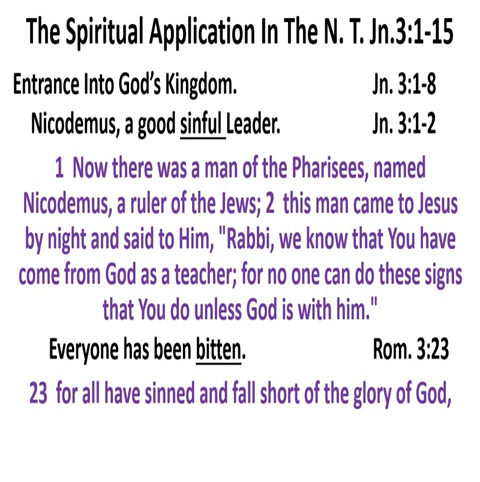 The Spiritual Application In The N. T. Jn.3:1-15
Entrance Into God's Kingdom. Jn. 3:1-8
Nicodemus, a good sinful Leader. Jn. 3:1-2
1 Now there was a man of the Pharisees, named
Nicodemus, a ruler of the Jews; 2 this man came to Jesus
by night and said to Him, "Rabbi, we know that You have
come from God as a teacher; for no one can do these signs
that You do unless God is with him."
Everyone has been bitten. Rom. 3:23
23 for all have sinned and fall short of the glory of God,